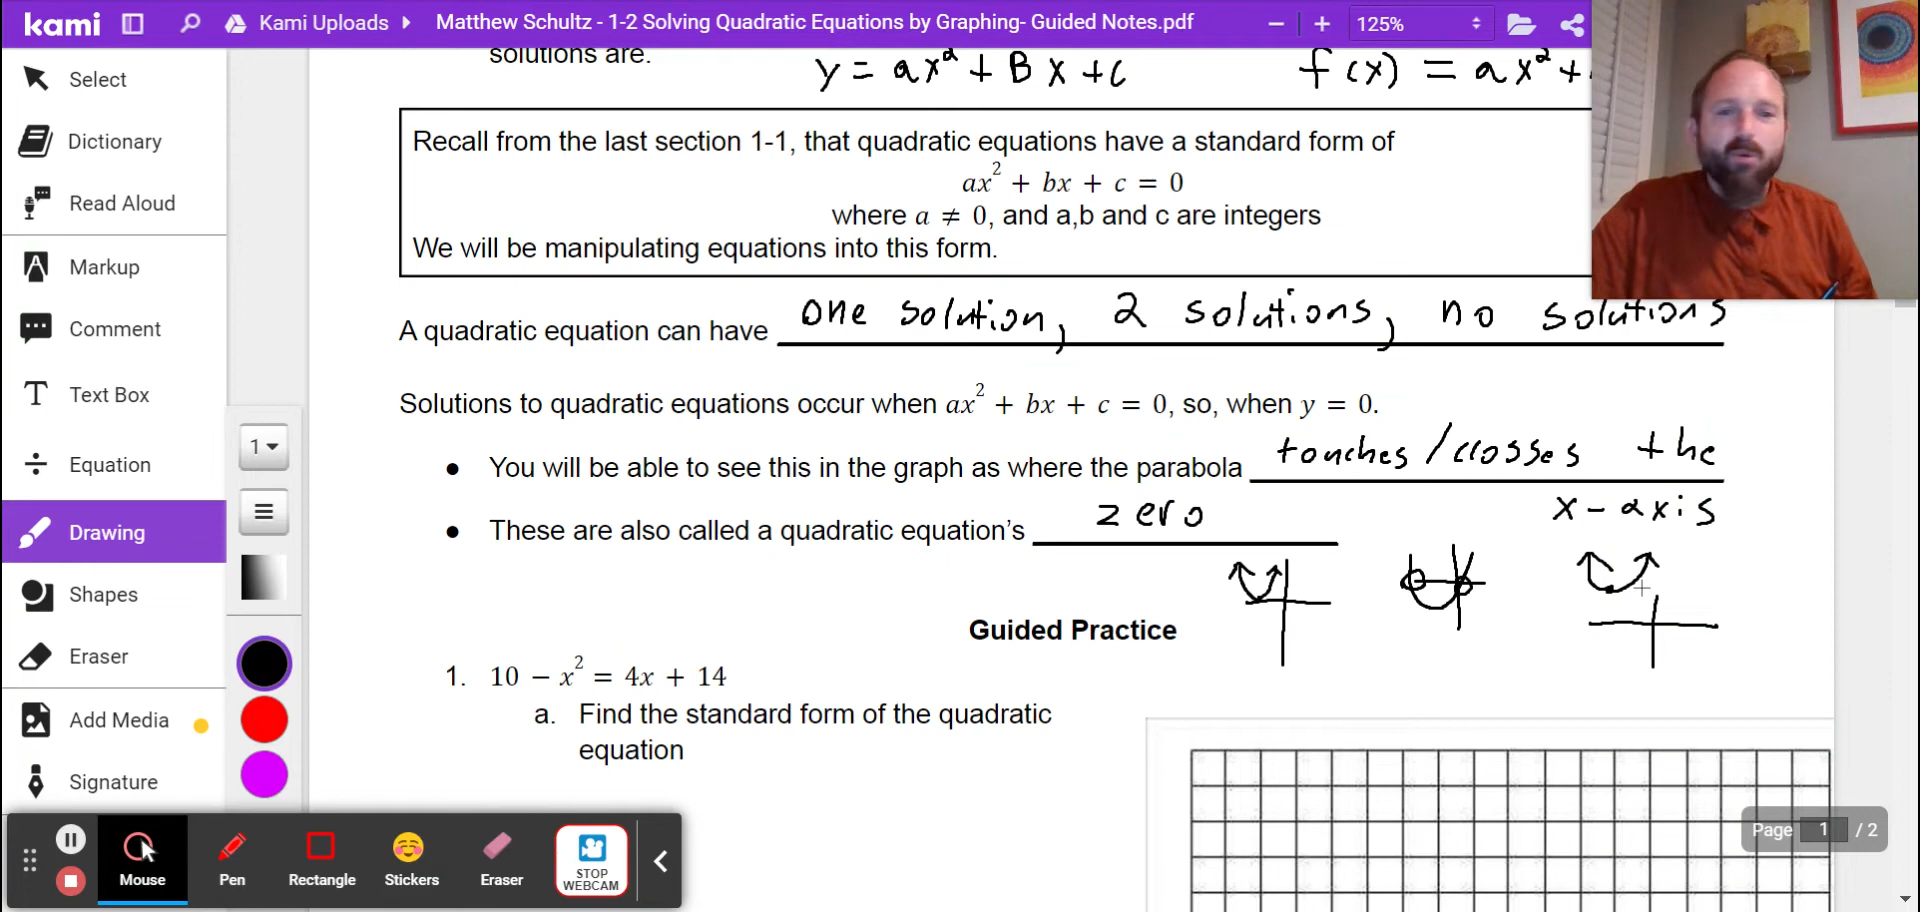 kami Kami Uploads Matthew Schultz - 1-2 Solving Quadratic Equations by Graphing- Guided Notes.pdf − + 125%
Select
Dictionary
Read Aloud
Markup
Comment
Text Box
Equation
Drawing
Shapes
Eraser
Add Media
Signature
1
solutions are.
y = ax² + Bx + c f(x) = ax² +
Recall from the last section 1-1, that quadratic equations have a standard form of
ax² + bx + c = 0
where a ≠ 0, and a,b and c are integers
We will be manipulating equations into this form.
A quadratic equation can have one solution, 2 solutions, no solutions
Solutions to quadratic equations occur when ax² + bx + c = 0, so, when y = 0.
● You will be able to see this in the graph as where the parabola touches/crosses the
x-axis
● These are also called a quadratic equation's zero
Guided Practice
1. 10 − x² = 4x + 14
a. Find the standard form of the quadratic
equation
Page 1 / 2
Mouse
Pen
Rectangle
Stickers
Eraser
STOP
WEBCAM